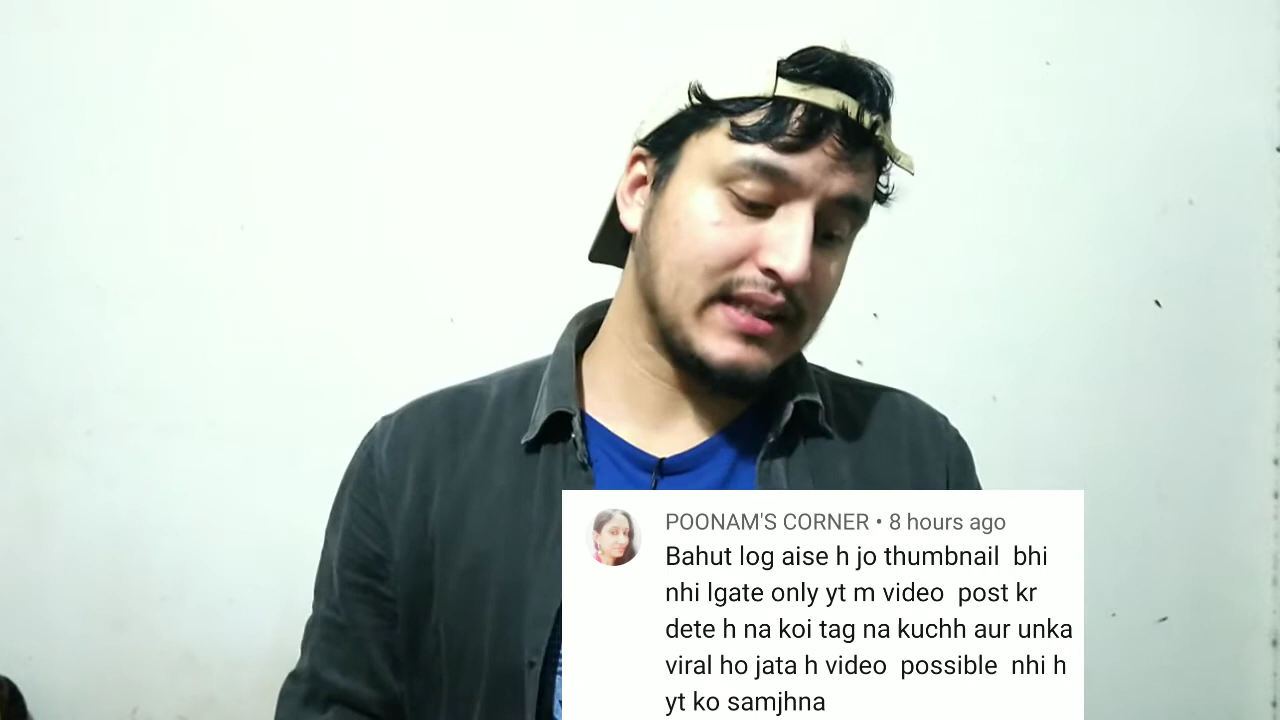 POONAM'S CORNER • 8 hours ago
Bahut log aise h jo thumbnail bhi
nhi lgate only yt m video post kr
dete h na koi tag na kuchh aur unka
viral ho jata h video possible nhi h
yt ko samjhna